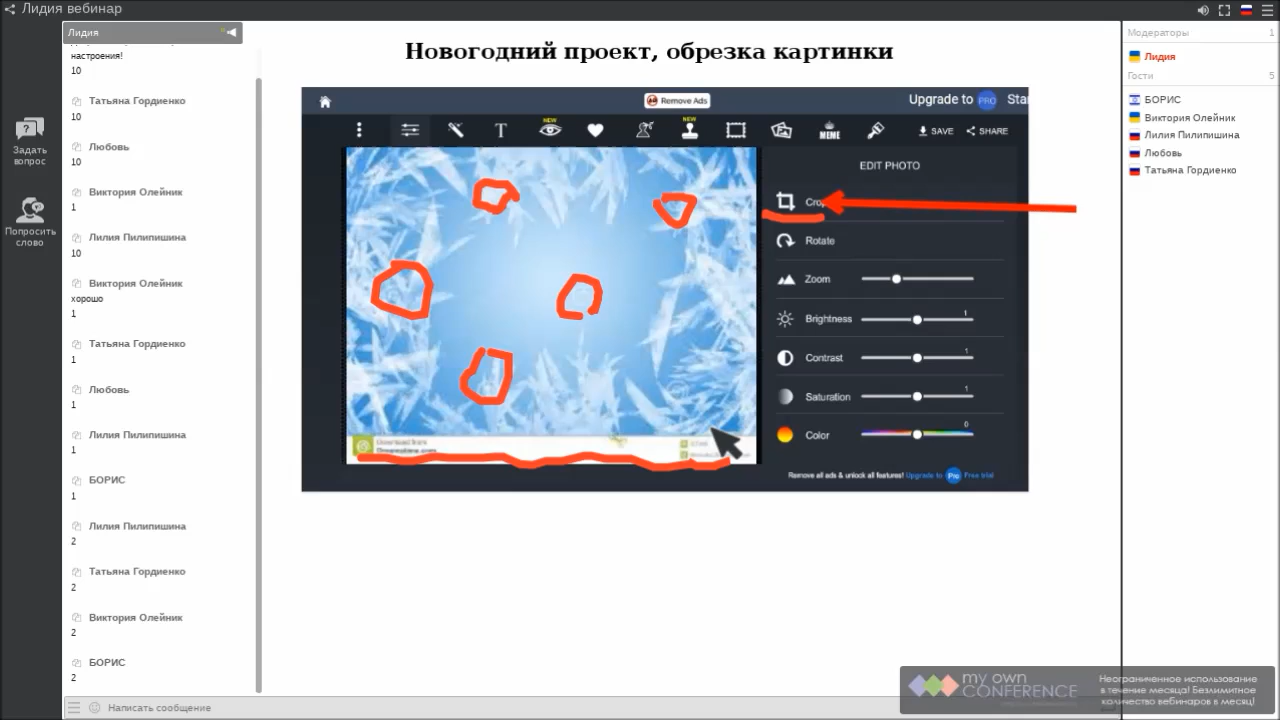 Лидия вебинар
Лидия
настроения!
10
Татьяна Гордиенко
10
Любовь
10
Виктория Олейник
1
Лилия Пилипишина
10
Виктория Олейник
хорошо
1
Татьяна Гордиенко
1
Любовь
1
Лилия Пилипишина
1
БОРИС
1
Лилия Пилипишина
2
Татьяна Гордиенко
2
Виктория Олейник
2
БОРИС
2
Написать сообщение
Задать
вопрос
Попросить
слово
Новогодний проект, обрезка картинки
Remove Ads
Upgrade to PRO Star
NEW
NEW
T
MEME
SAVE
SHARE
EDIT PHOTO
Crop
Rotate
Zoom
Brightness 1
Contrast 1
Saturation 1
Color 0
Remove all ads & unlock all features! Upgrade to Pro Free trial
Модераторы 1
Лидия
Гости 5
БОРИС
Виктория Олейник
Лилия Пилипишина
Любовь
Татьяна Гордиенко
my own
CONFERENCE
Неограниченное использование
в течение месяца! Безлимитное
количество вебинаров в месяц!